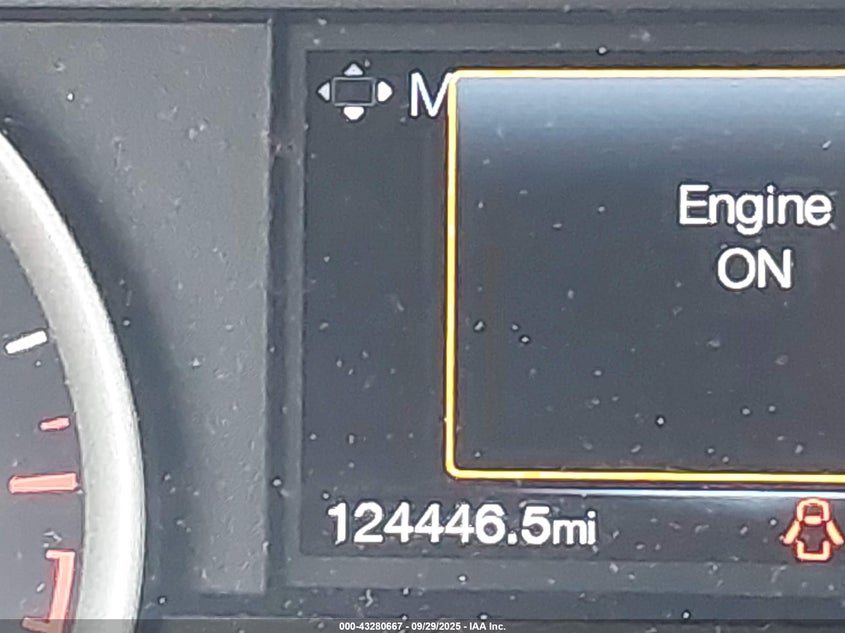 M
Engine
ON
124446.5mi
000-43280667 - 09/29/2025 - IAA Inc.